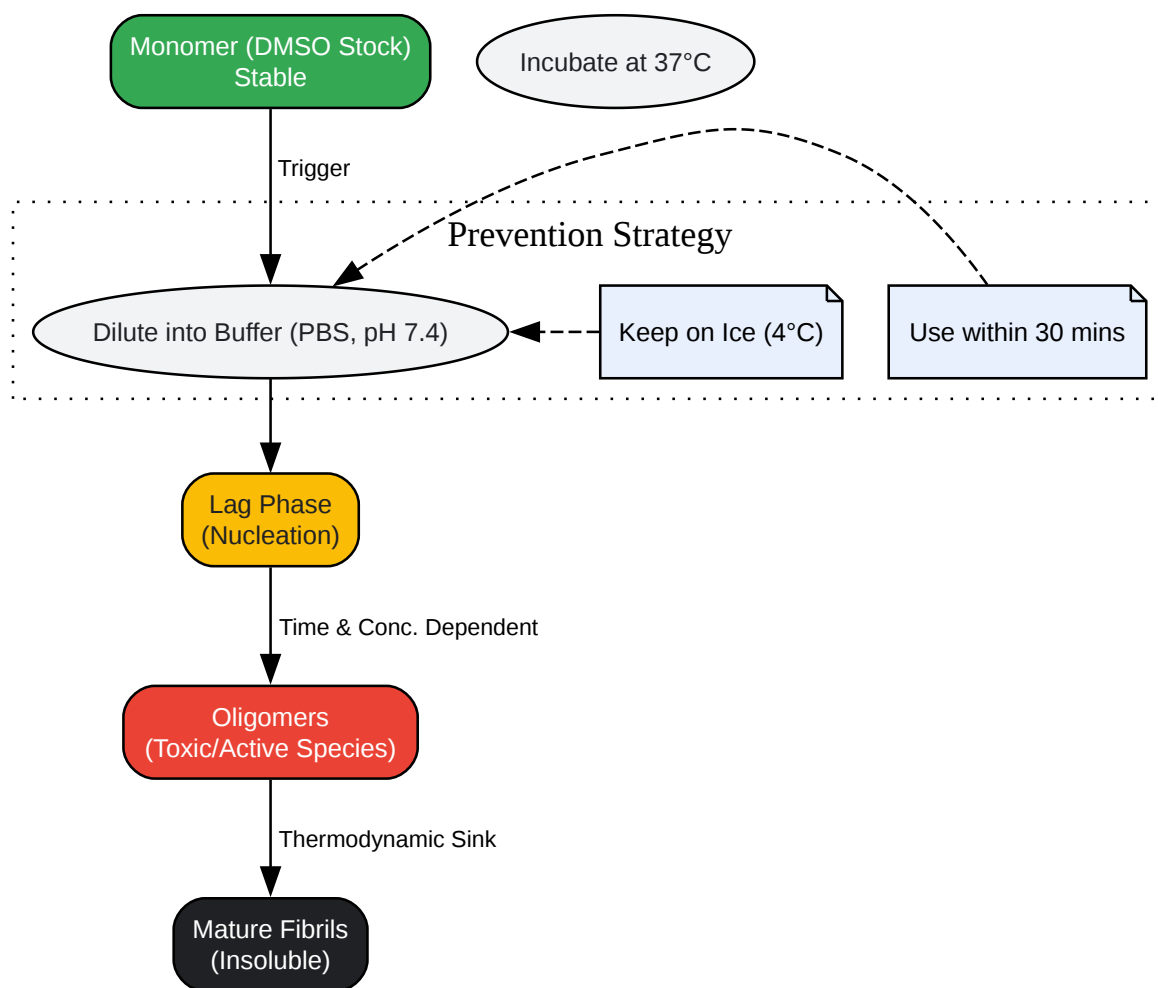 Monomer (DMSO Stock)
Stable
Incubate at 37°C
Trigger
Prevention Strategy
Dilute into Buffer (PBS, pH 7.4)
Keep on Ice (4°C)
Use within 30 mins
Lag Phase
(Nucleation)
Time & Conc. Dependent
Oligomers
(Toxic/Active Species)
Thermodynamic Sink
Mature Fibrils
(Insoluble)